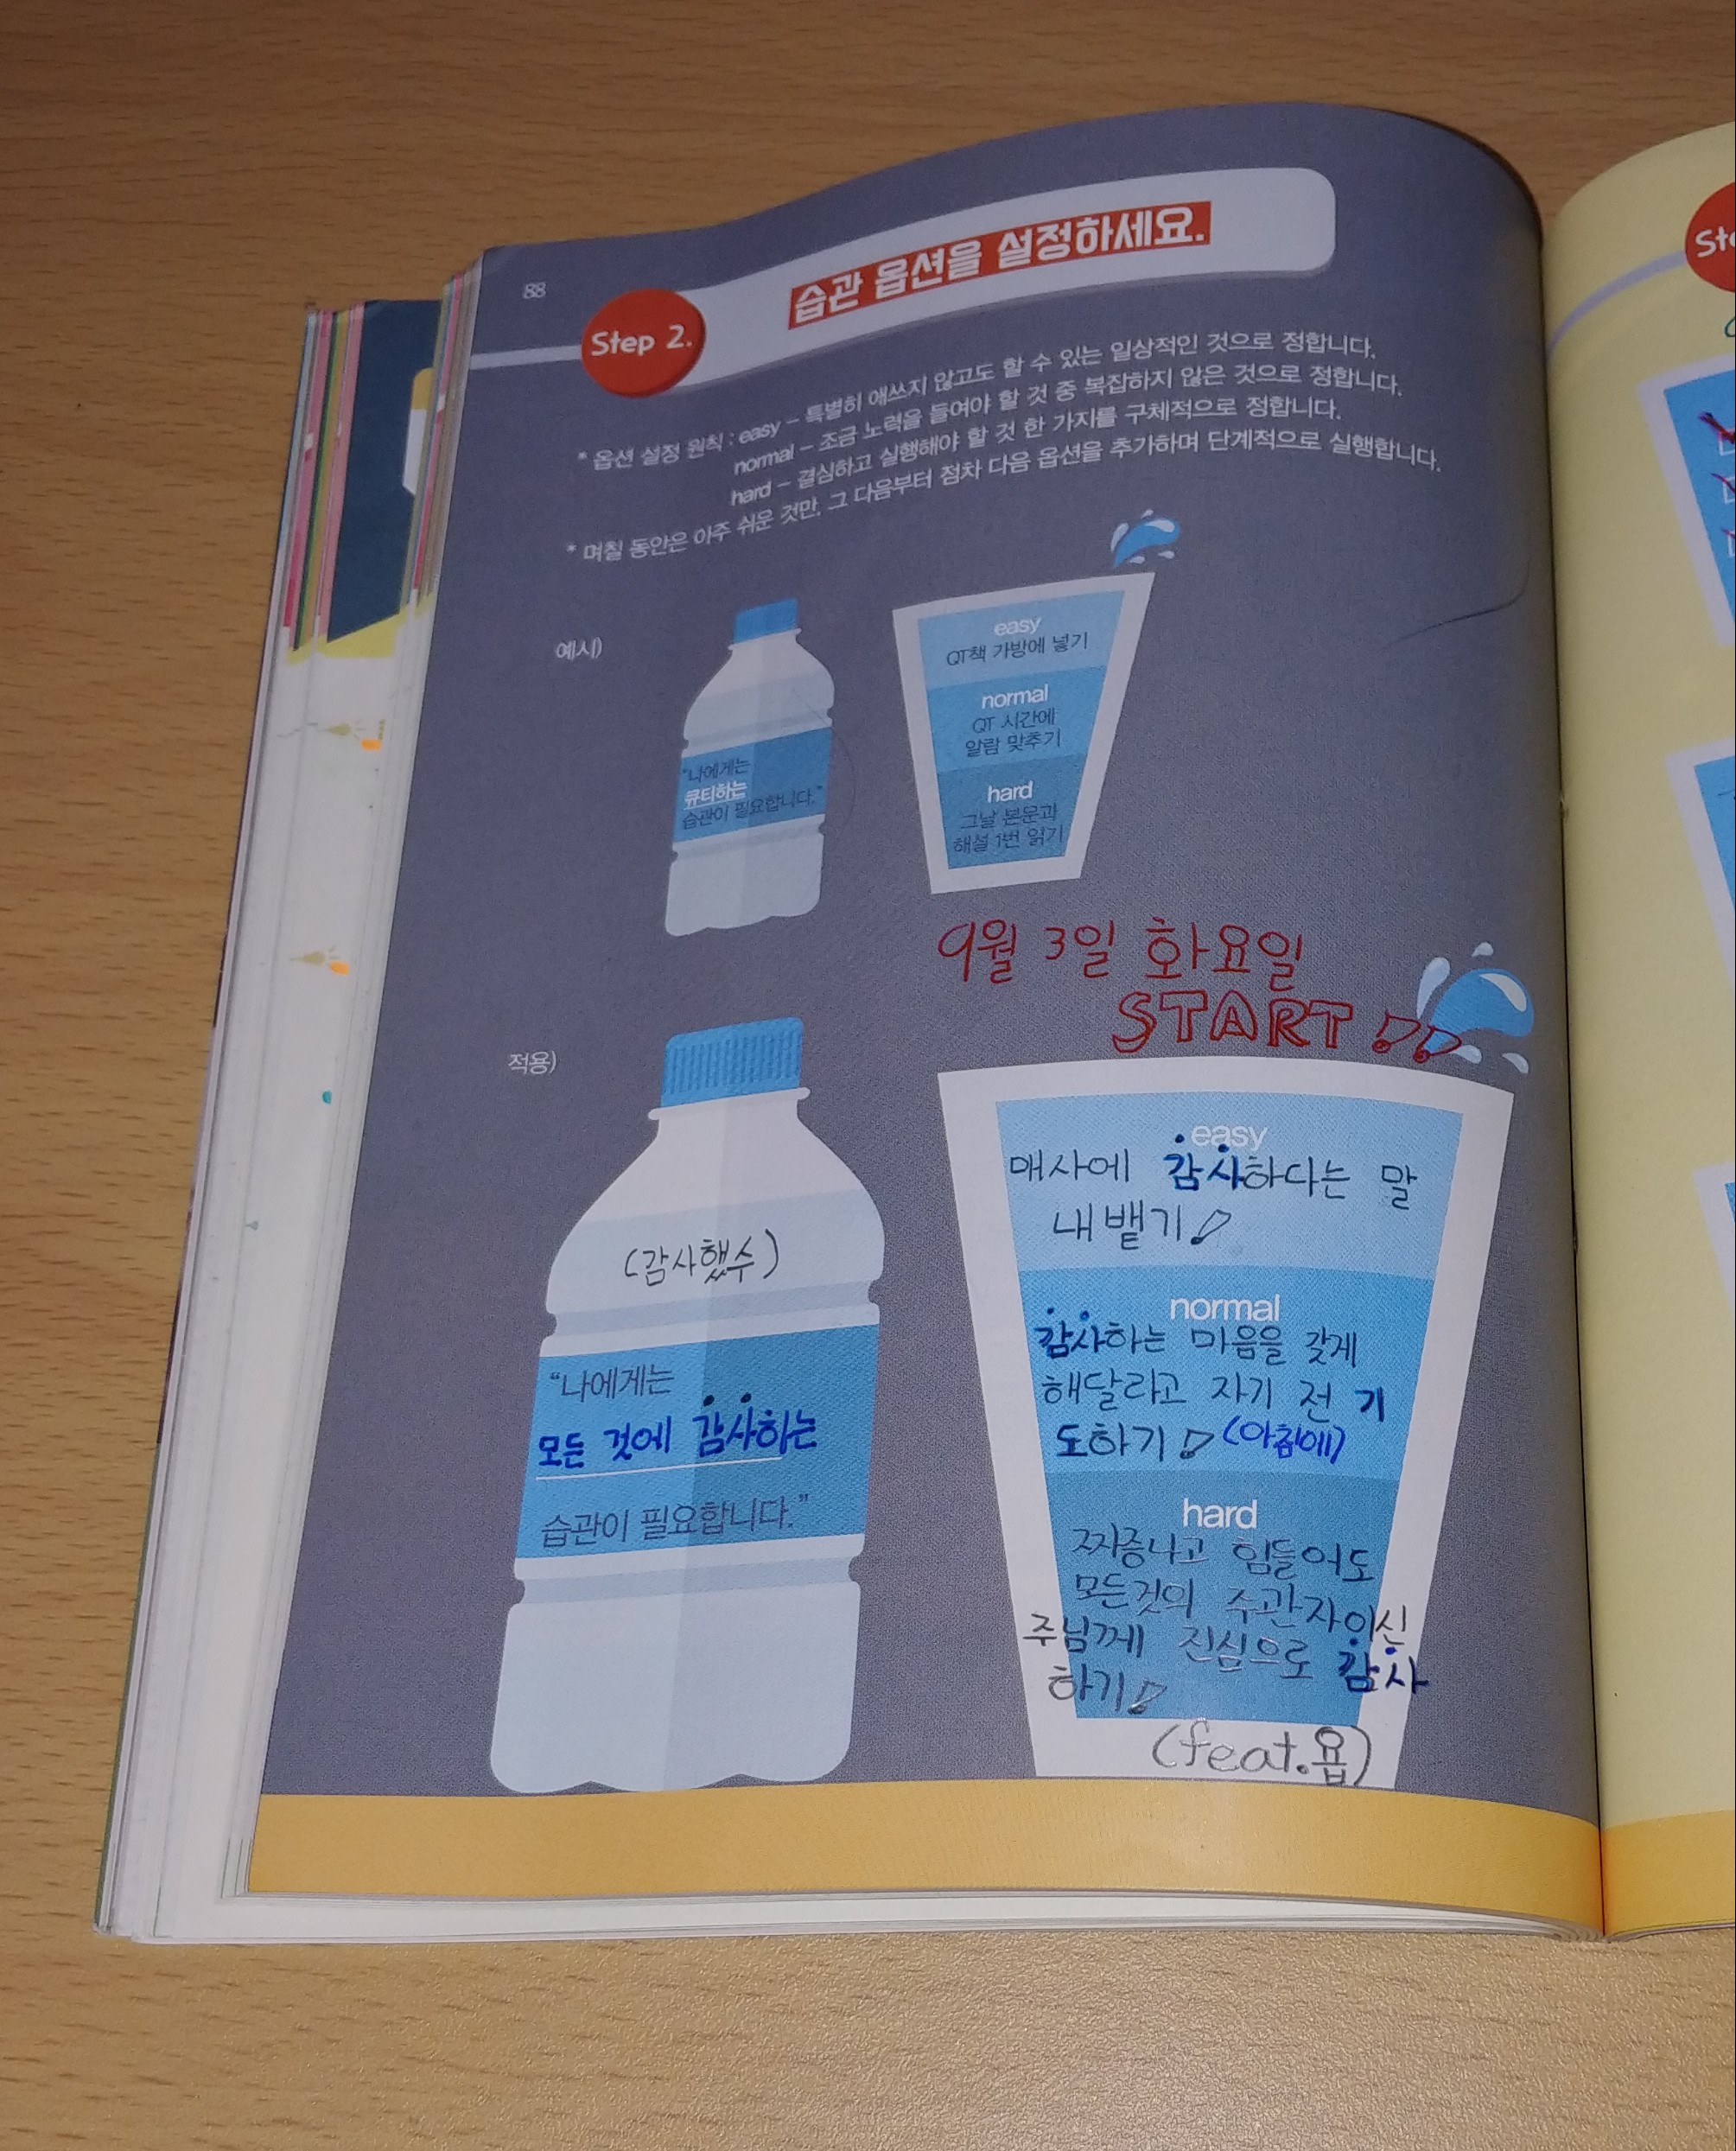 88
Step 2.
습관 옵션을 설정하세요.
* 옵션 설정 원칙 : easy – 특별히 애쓰지 않고도 할 수 있는 일상적인 것으로 정합니다.
normal – 조금 노력을 들여야 할 것 중 복잡하지 않은 것으로 정합니다.
hard – 결심하고 실행해야 할 것 한 가지를 구체적으로 정합니다.
* 며칠 동안은 아주 쉬운 것만, 그 다음부터 점차 다음 옵션을 추가하며 단계적으로 실행합니다.
예시)
"나에게는
큐티하는
습관이 필요합니다."
easy
QT책 가방에 넣기
normal
QT 시간에
알람 맞추기
hard
그날 본문과
해설 1번 읽기
9월 3일 화요일
START!!
적용)
(감사했수)
"나에게는
모든 것에 감사하는
습관이 필요합니다."
easy
매사에 감사하다는 말
내뱉기!
normal
감사하는 마음을 갖게
해달라고 자기 전 기
도하기! (아침에)
hard
짜증나고 힘들어도
모든것의 주관자이신
주님께 진심으로 감사
하기!
(feat.욥)